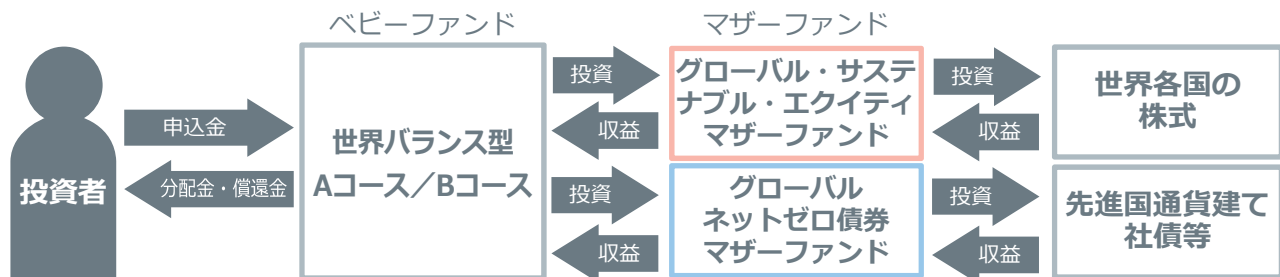 ベビーファンド
マザーファンド
投資者
申込金
分配金・償還金
世界バランス型
Aコース／Bコース
投資
収益
グローバル・サステ
ナブル・エクイティ
マザーファンド
投資
収益
世界各国の
株式
投資
収益
グローバル
ネットゼロ債券
マザーファンド
投資
収益
先進国通貨建て
社債等